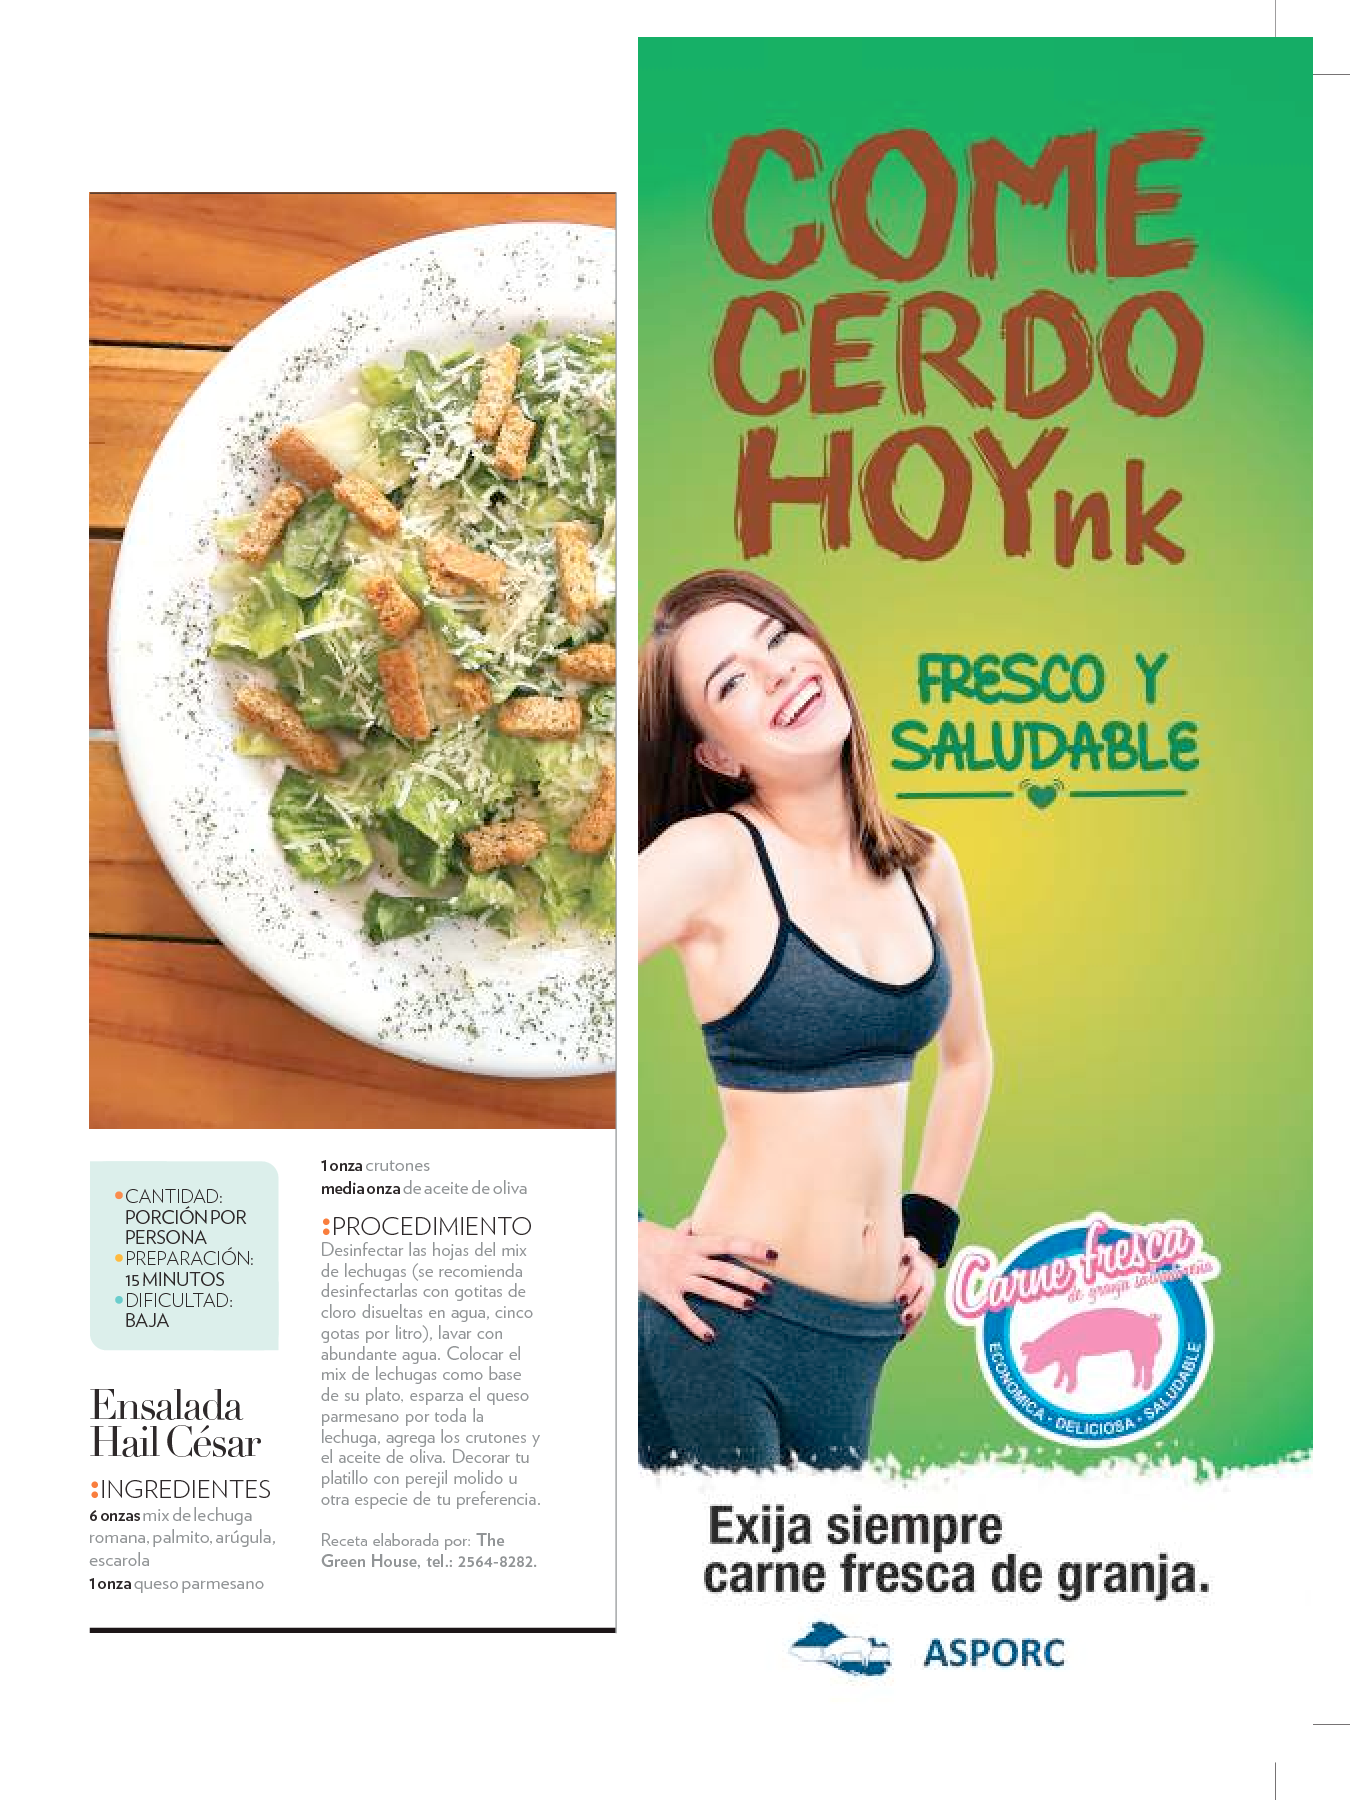 CANTIDAD:
PORCIÓN POR
PERSONA
PREPARACIÓN:
15 MINUTOS
DIFICULTAD:
BAJA
Ensalada
Hail César
:INGREDIENTES
6 onzas mix de lechuga
romana, palmito, arúgula,
escarola
1 onza queso parmesano
1 onza crutones
media onza de aceite de oliva
:PROCEDIMIENTO
Desinfectar las hojas del mix
de lechugas (se recomienda
desinfectarlas con gotitas de
cloro disueltas en agua, cinco
gotas por litro), lavar con
abundante agua. Colocar el
mix de lechugas como base
de su plato, esparza el queso
parmesano por toda la
lechuga, agrega los crutones y
el aceite de oliva. Decorar tu
platillo con perejil molido u
otra especie de tu preferencia.
Receta elaborada por: The
Green House, tel.: 2564-8282.
COME
CERDO
HOYnk
FRESCO Y
SALUDABLE
Carne fresca
de granja salvadoreña
ECONOMICA · DELICIOSA · SALUDABLE
Exija siempre
carne fresca de granja.
ASPORC